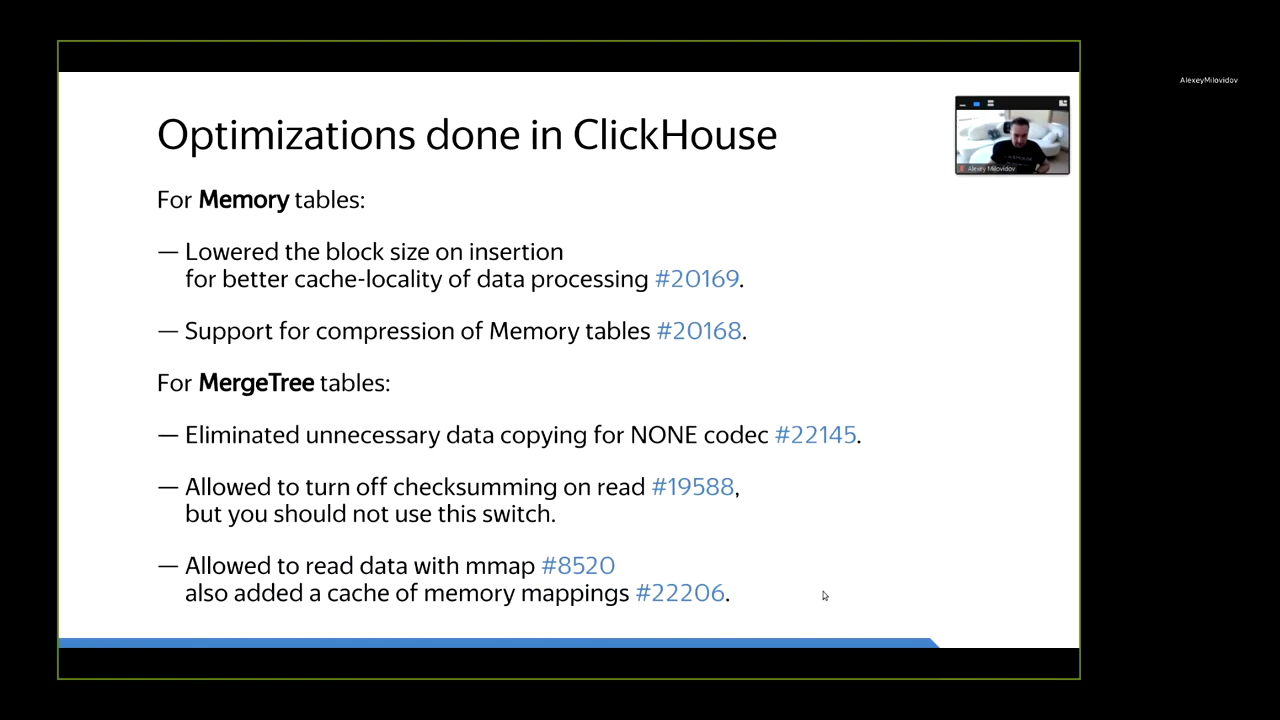 AlexeyMilovidov
Optimizations done in ClickHouse
Alexey Milovidov
For Memory tables:
— Lowered the block size on insertion
for better cache-locality of data processing #20169.
— Support for compression of Memory tables #20168.
For MergeTree tables:
— Eliminated unnecessary data copying for NONE codec #22145.
— Allowed to turn off checksumming on read #19588,
but you should not use this switch.
— Allowed to read data with mmap #8520
also added a cache of memory mappings #22206.